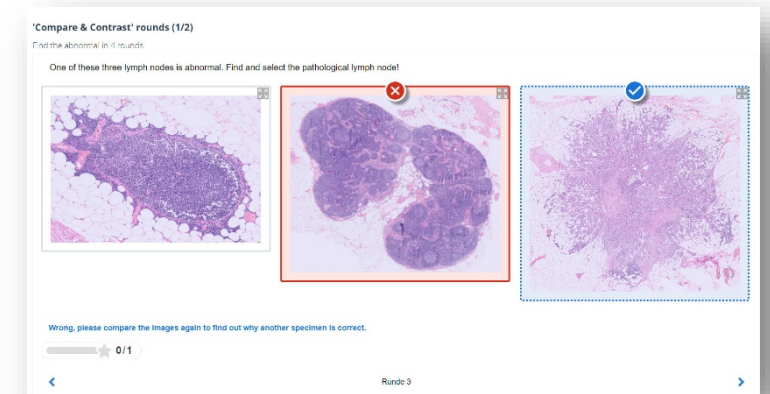 'Compare & Contrast' rounds (1/2)
Find the abnormal in 4 rounds
One of these three lymph nodes is abnormal. Find and select the pathological lymph node!
Wrong, please compare the images again to find out why another specimen is correct.
0/1
Runde 3